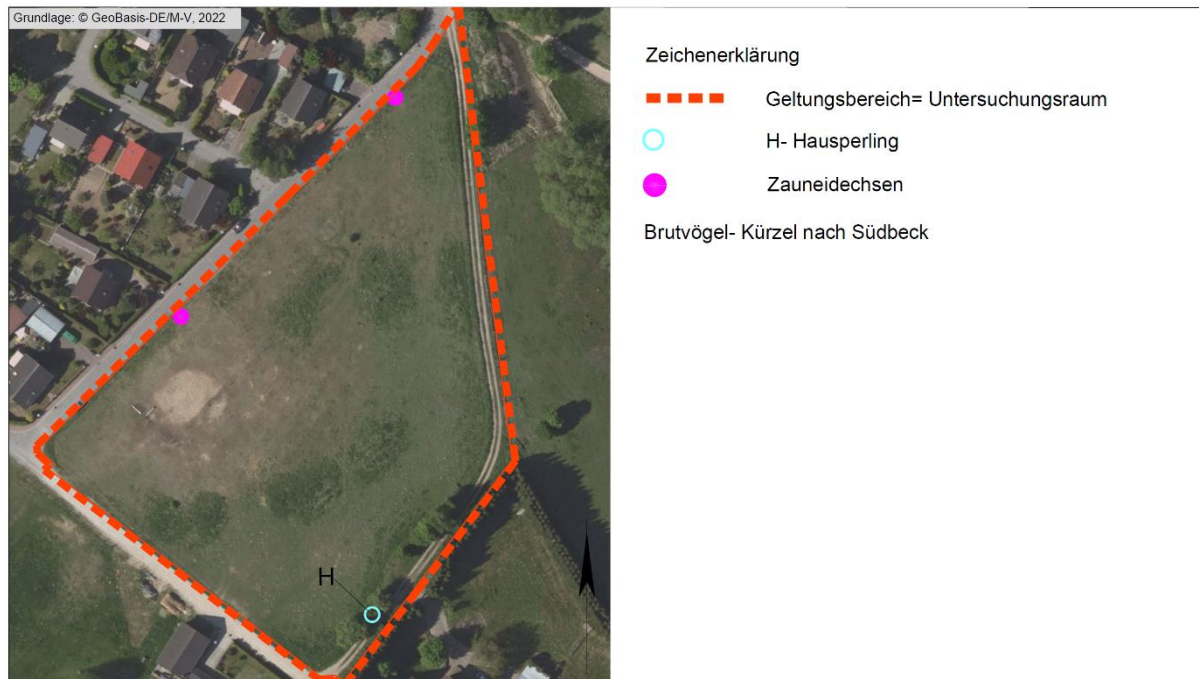 Grundlage: © GeoBasis-DE/M-V, 2022
Zeichenerklärung
Geltungsbereich= Untersuchungsraum
H- Hausperling
Zauneidechsen
Brutvögel- Kürzel nach Südbeck
H